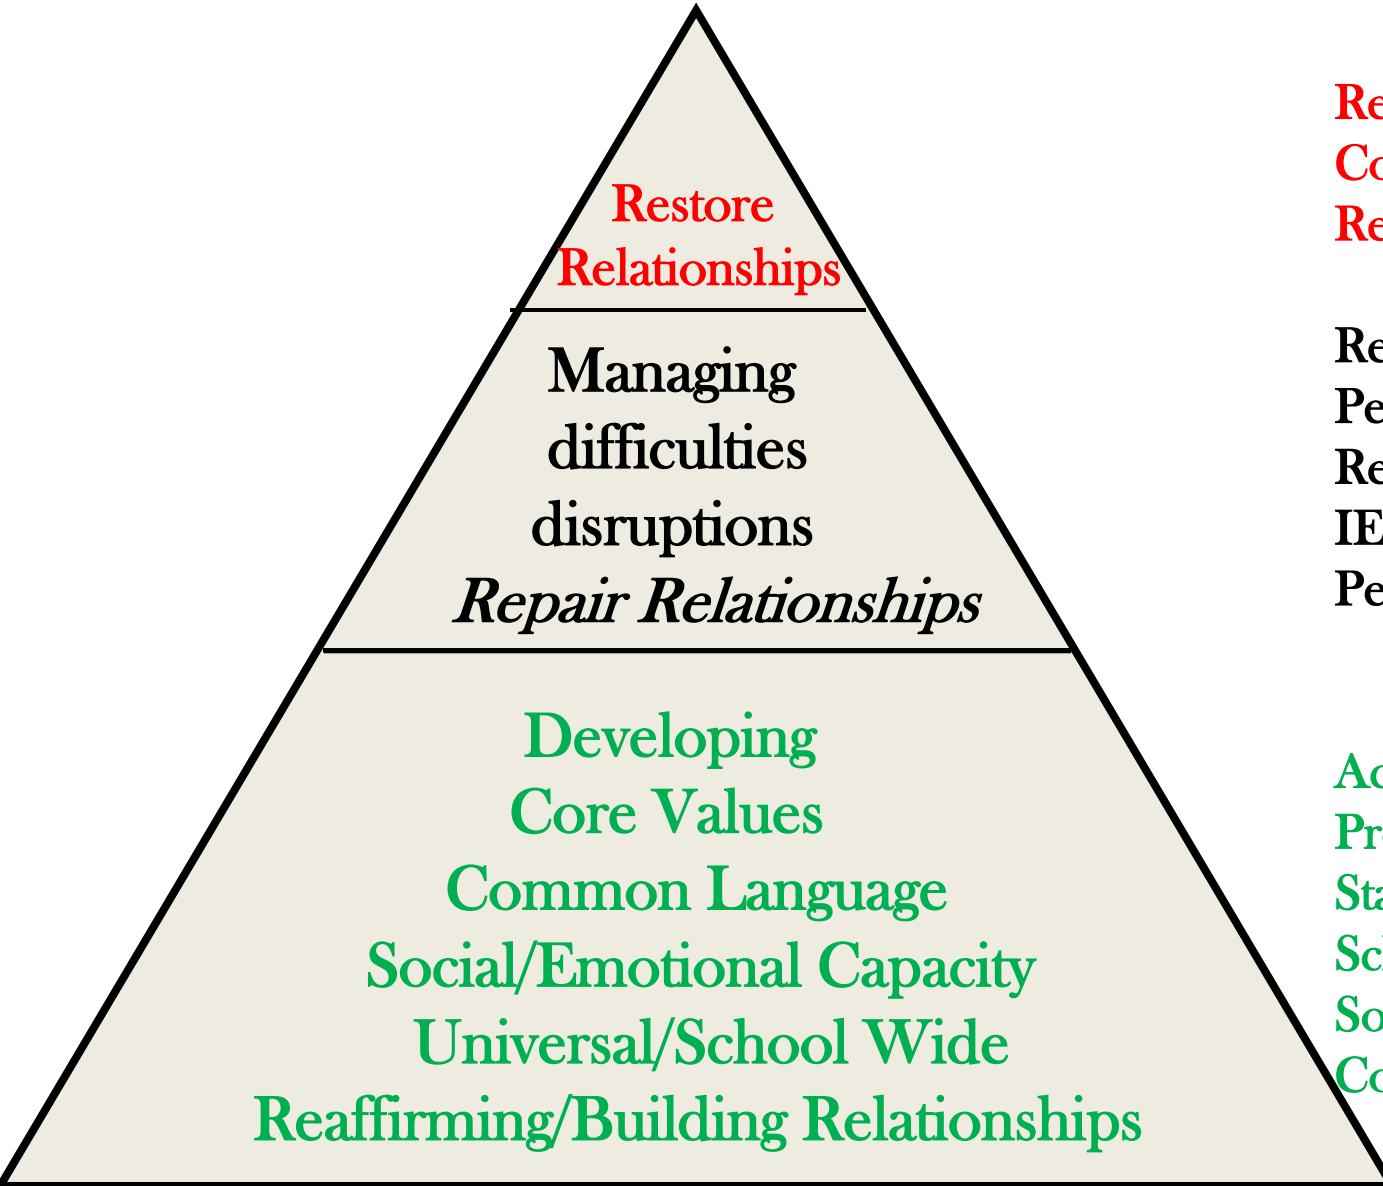 Restore
Relationships
Managing
difficulties
disruptions
Repair Relationships
Developing
Core Values
Common Language
Social/Emotional Capacity
Universal/School Wide
Reaffirming/Building Relationships